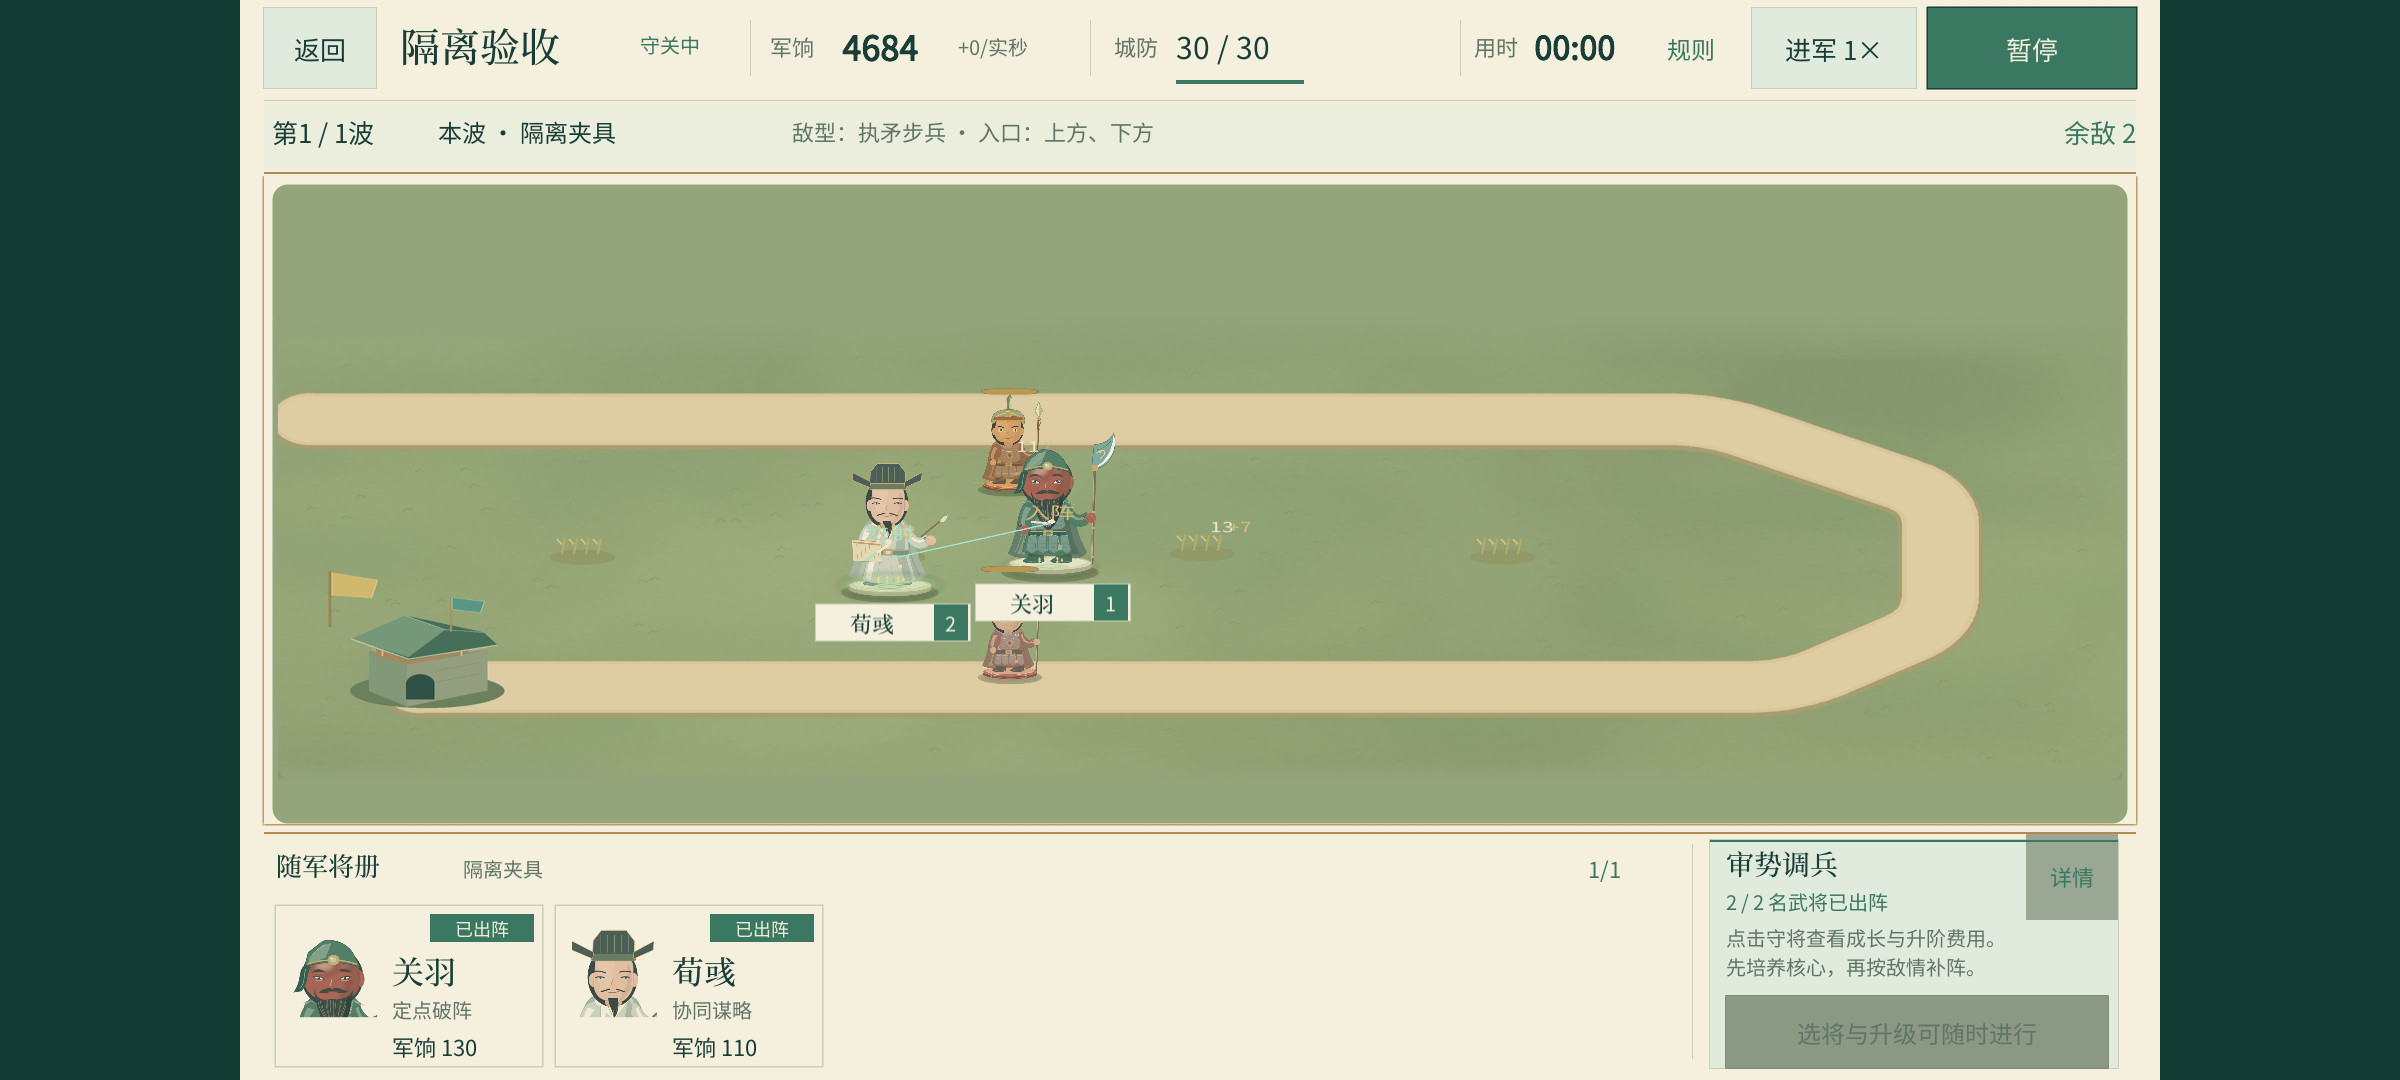 返回
隔离验收
守关中
军饷 4684 +0/实秒
城防 30 / 30
用时 00:00
规则
进军 1×
暂停
第1 / 1波
本波 · 隔离夹具
敌型：执矛步兵 · 入口：上方、下方
余敌 2
11
入阵
13
+7
荀彧 2
关羽 1
随军将册
隔离夹具
1/1
已出阵
关羽
定点破阵
军饷 130
已出阵
荀彧
协同谋略
军饷 110
审势调兵
详情
2 / 2 名武将已出阵
点击守将查看成长与升阶费用。
先培养核心，再按敌情补阵。
选将与升级可随时进行